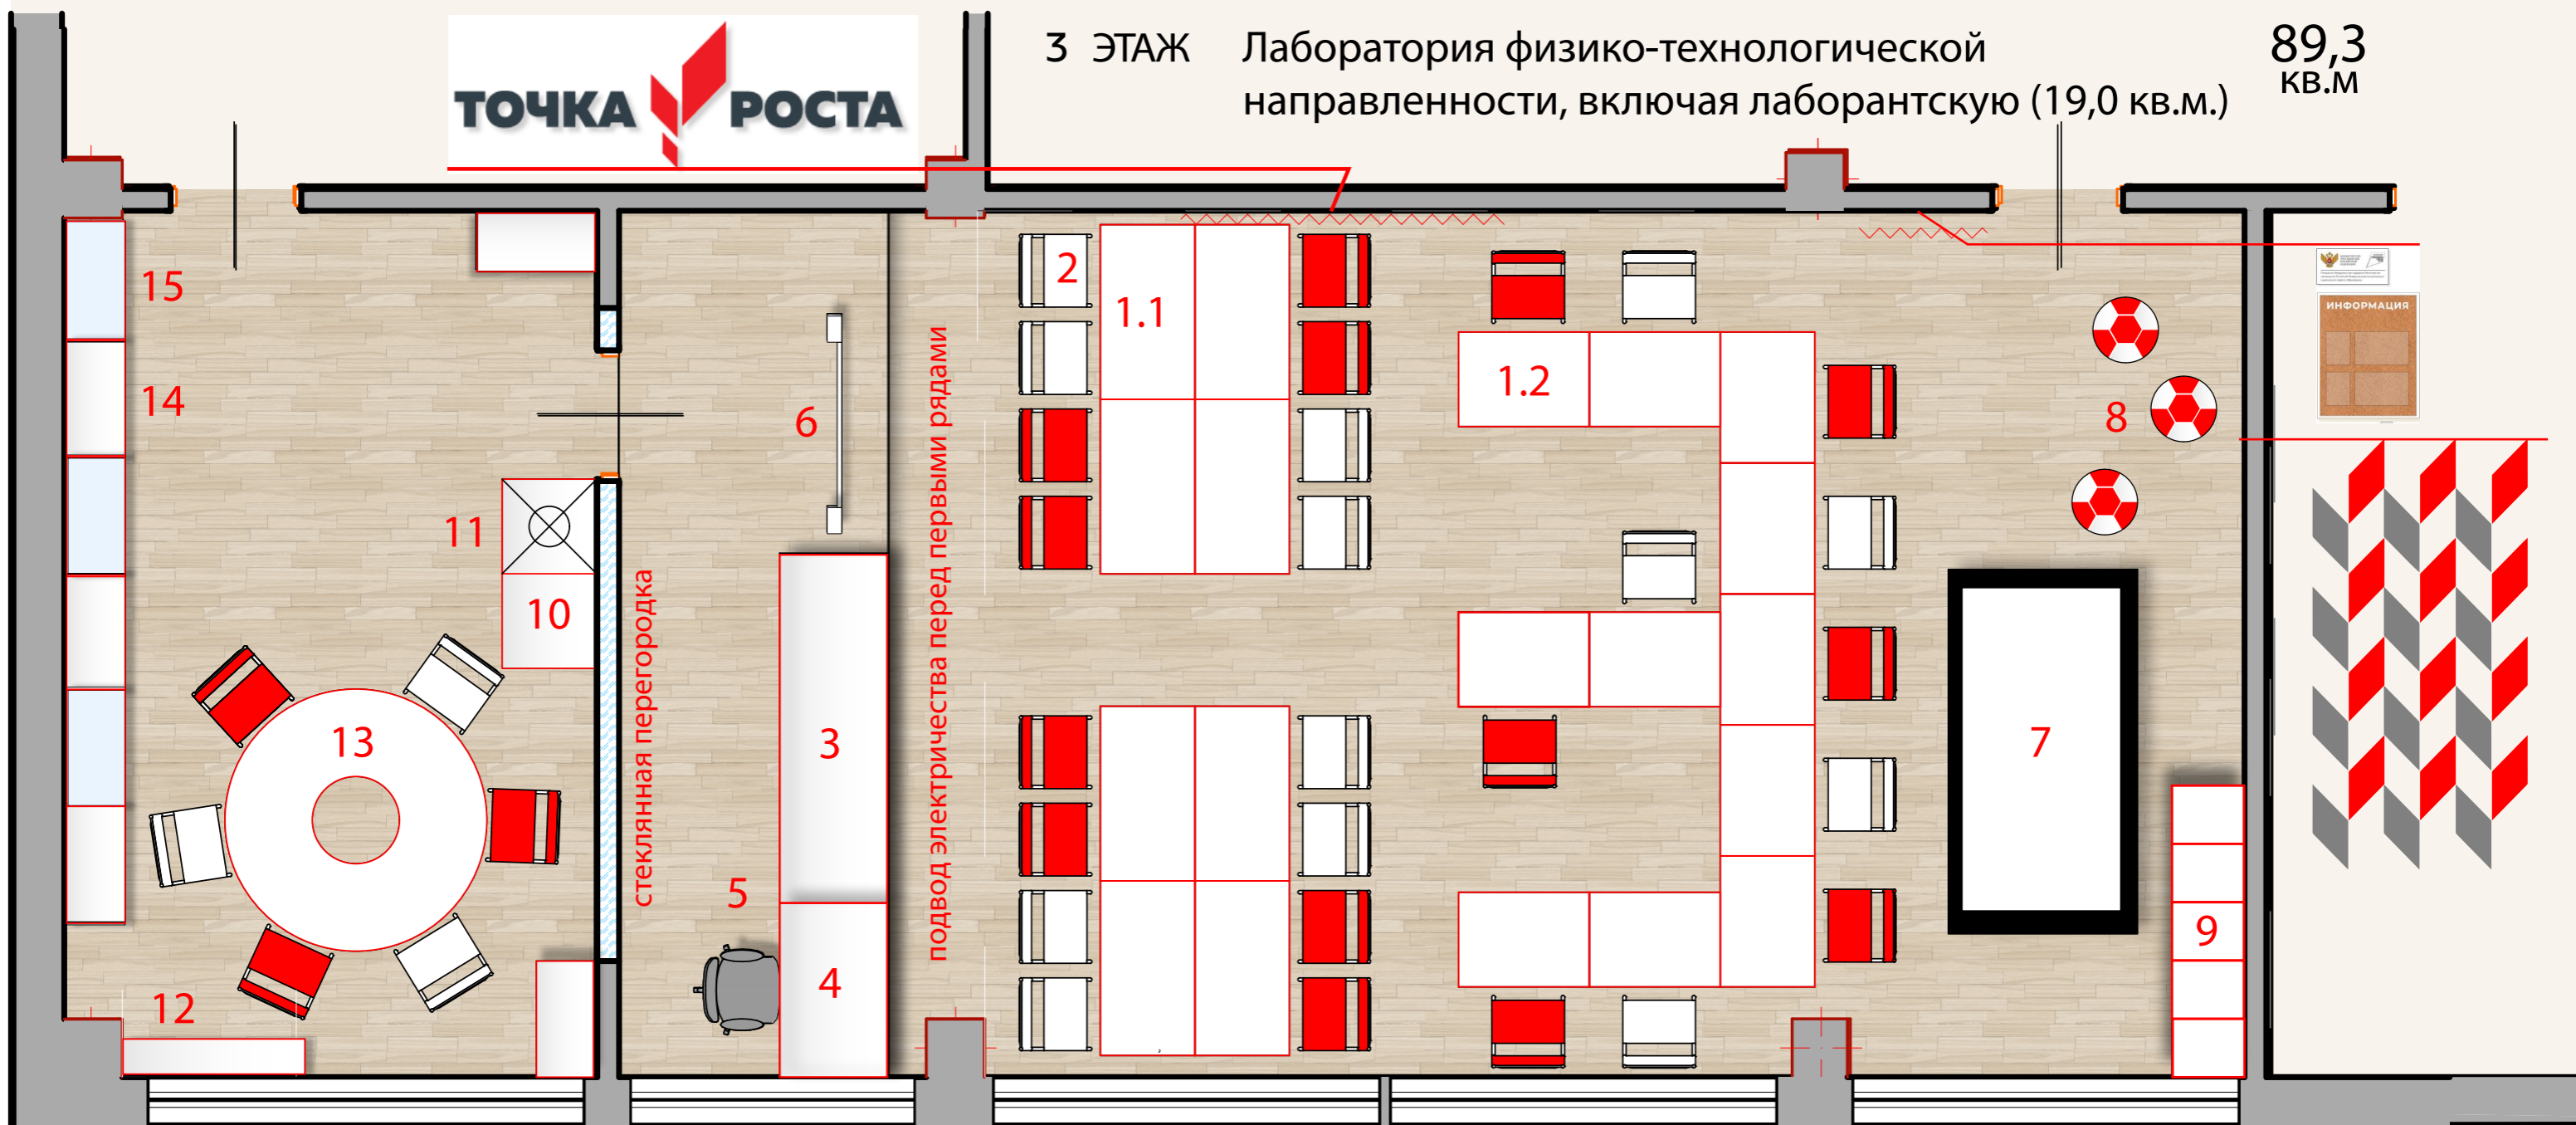 ТОЧКА РОСТА
3 ЭТАЖ
Лаборатория физико-технологической
направленности, включая лаборантскую (19,0 кв.м.)
89,3
кв.м
15
14
11
10
13
12
стеклянная перегородка
6
5
3
4
подвод электричества перед первыми рядами
2
1.1
1.2
8
7
9
ИНФОРМАЦИЯ